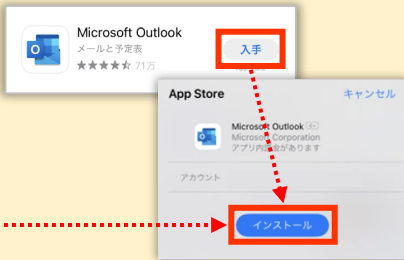 Microsoft Outlook
メールと予定表
入手
★★★★⯪ 71万
App Store
キャンセル
Microsoft Outlook 4+
Microsoft Corporation
アプリ内課金があります
アカウント
インストール